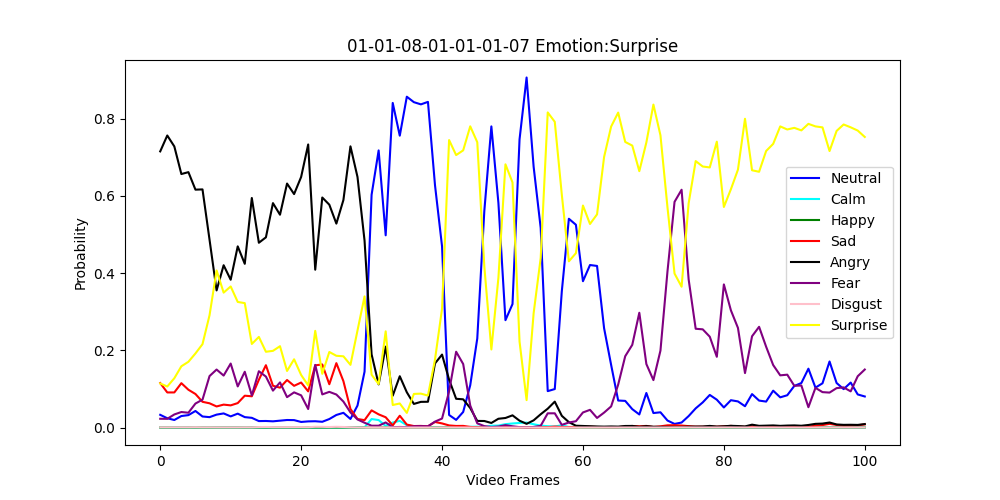 01-01-08-01-01-01-07 Emotion:Surprise
Probability
0.8
0.6
0.4
0.2
0.0
0 20 40 60 80 100
Video Frames
Neutral
Calm
Happy
Sad
Angry
Fear
Disgust
Surprise